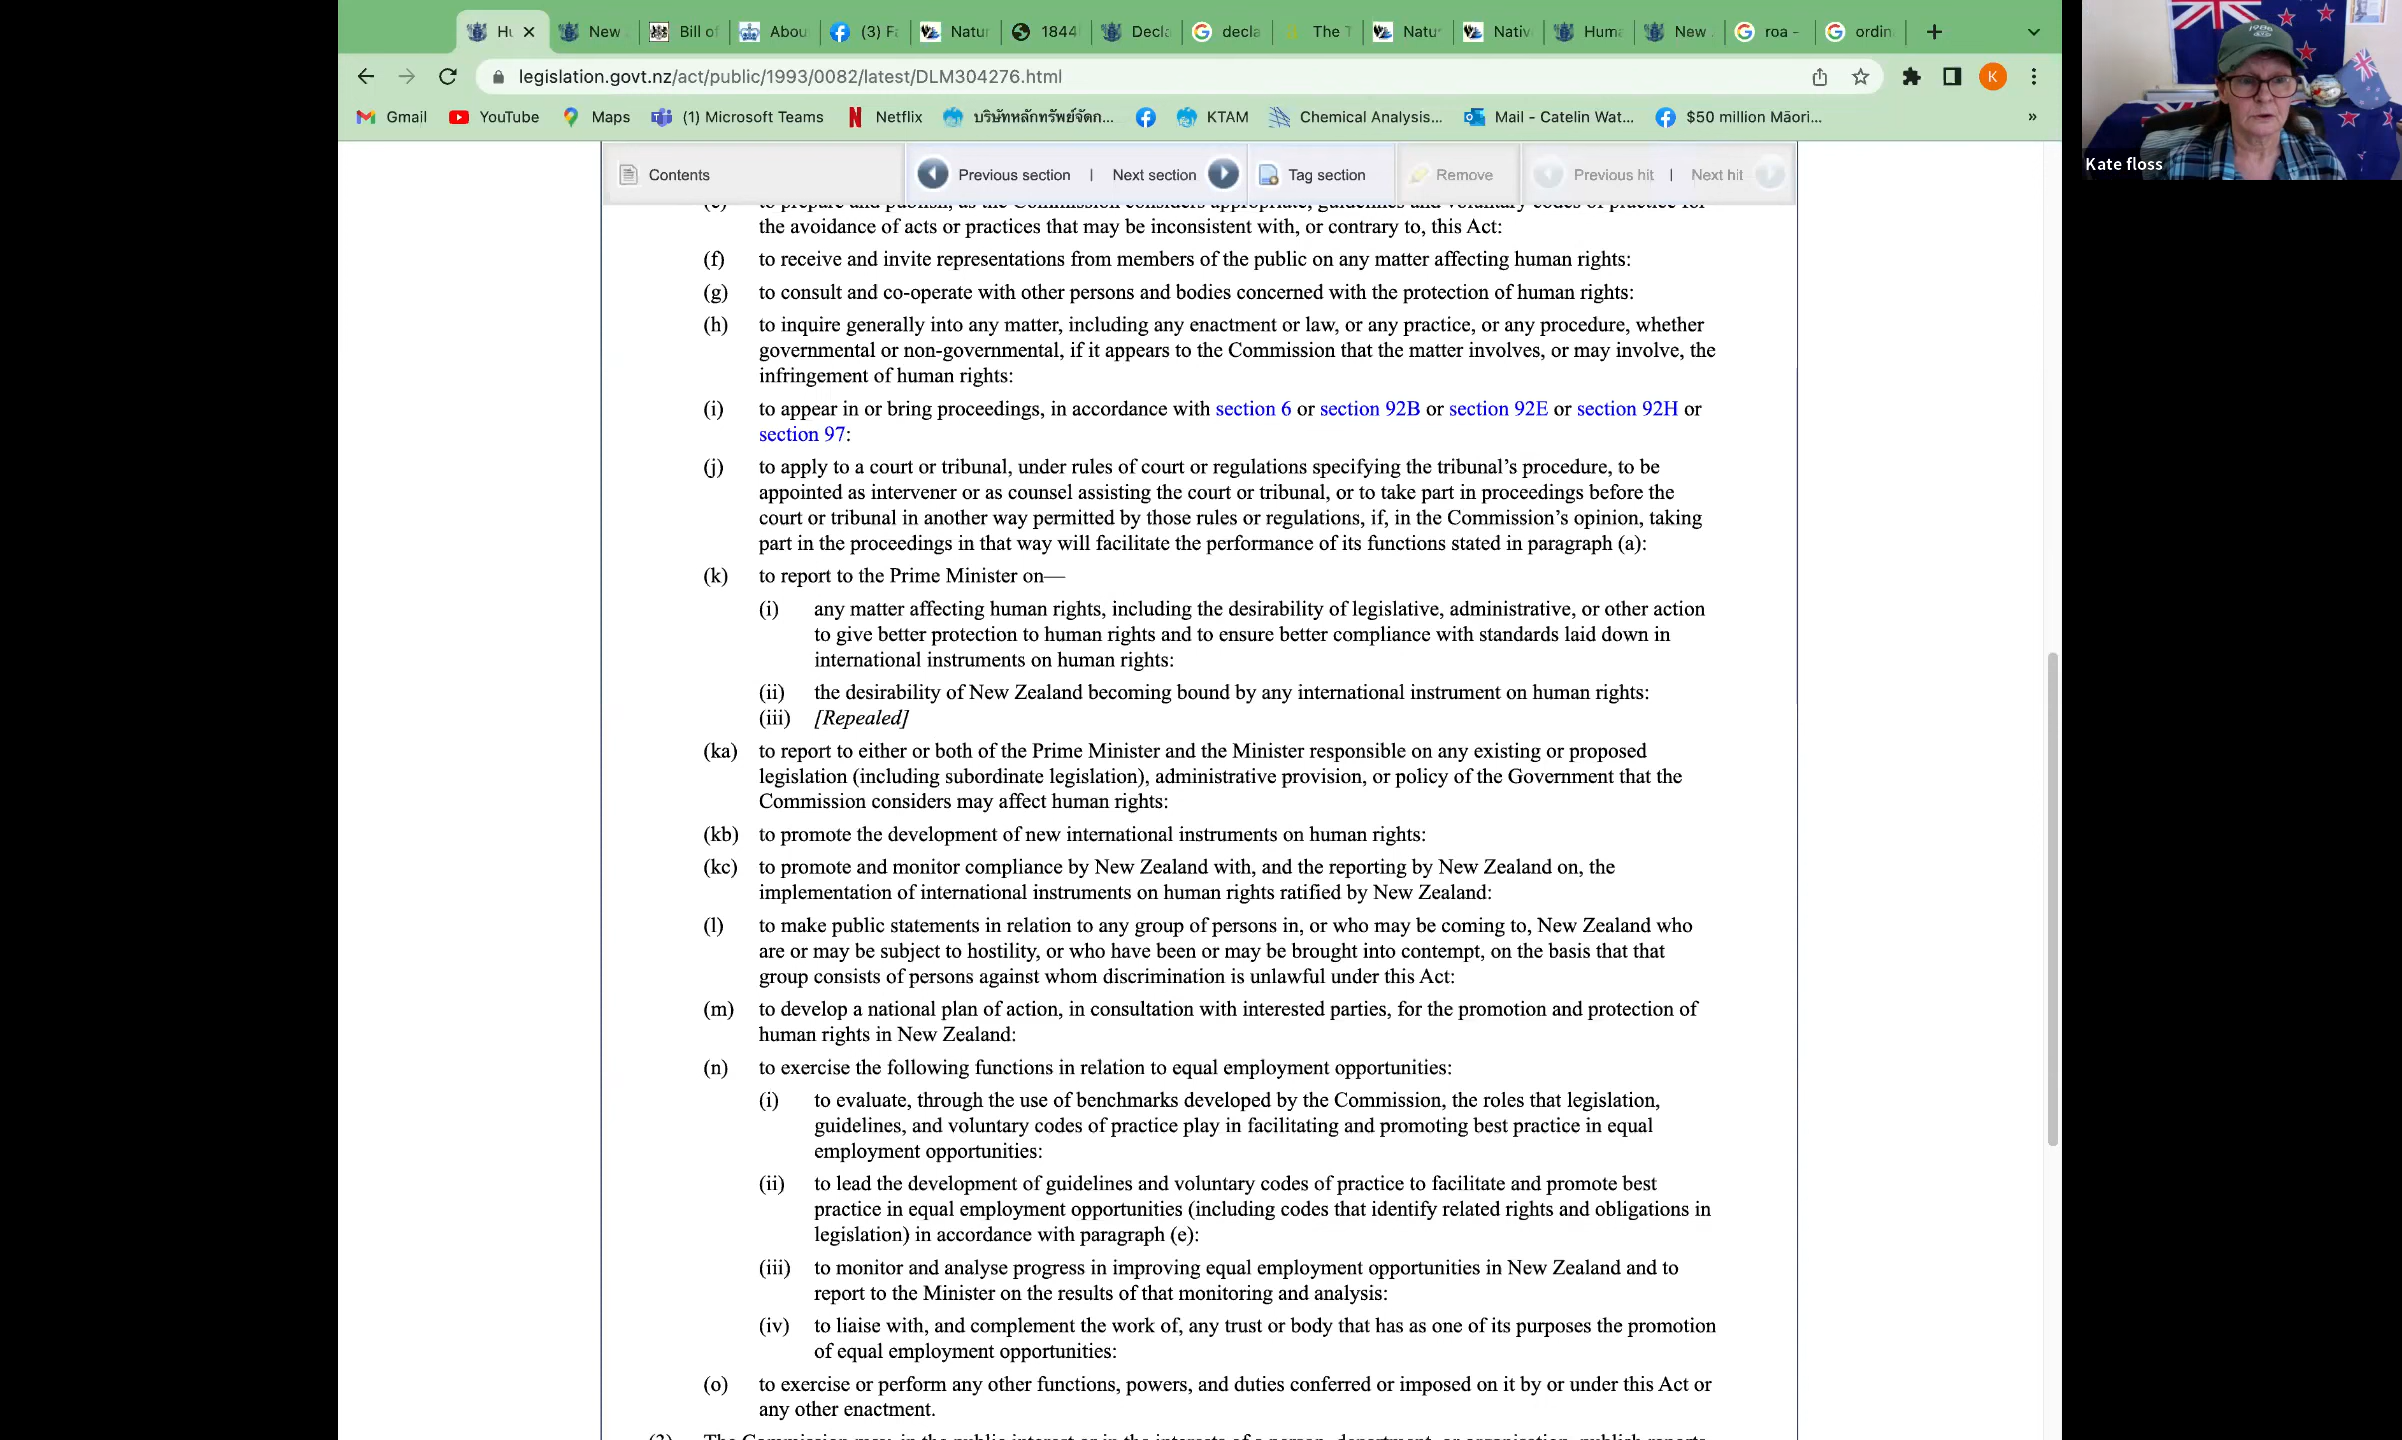 Hu
New
Bill of
Abou
(3) Fa
Natur
1844
Decla
decla
The T
Natu
Nativ
Huma
New
roa -
ordin
legislation.govt.nz/act/public/1993/0082/latest/DLM304276.html
K
Gmail
YouTube
Maps
(1) Microsoft Teams
Netflix
บริษัทหลักทรัพย์จัดก...
KTAM
Chemical Analysis...
Mail - Catelin Wat...
$50 million Māori...
»
Kate floss
Contents
Previous section | Next section
Tag section
Remove
Previous hit | Next hit
to prepare and publish, as the Commission considers appropriate, guidelines and voluntary codes of practice for
the avoidance of acts or practices that may be inconsistent with, or contrary to, this Act:
(f) to receive and invite representations from members of the public on any matter affecting human rights:
(g) to consult and co-operate with other persons and bodies concerned with the protection of human rights:
(h) to inquire generally into any matter, including any enactment or law, or any practice, or any procedure, whether
governmental or non-governmental, if it appears to the Commission that the matter involves, or may involve, the
infringement of human rights:
(i) to appear in or bring proceedings, in accordance with section 6 or section 92B or section 92E or section 92H or
section 97:
(j) to apply to a court or tribunal, under rules of court or regulations specifying the tribunal’s procedure, to be
appointed as intervener or as counsel assisting the court or tribunal, or to take part in proceedings before the
court or tribunal in another way permitted by those rules or regulations, if, in the Commission’s opinion, taking
part in the proceedings in that way will facilitate the performance of its functions stated in paragraph (a):
(k) to report to the Prime Minister on—
(i) any matter affecting human rights, including the desirability of legislative, administrative, or other action
to give better protection to human rights and to ensure better compliance with standards laid down in
international instruments on human rights:
(ii) the desirability of New Zealand becoming bound by any international instrument on human rights:
(iii) [Repealed]
(ka) to report to either or both of the Prime Minister and the Minister responsible on any existing or proposed
legislation (including subordinate legislation), administrative provision, or policy of the Government that the
Commission considers may affect human rights:
(kb) to promote the development of new international instruments on human rights:
(kc) to promote and monitor compliance by New Zealand with, and the reporting by New Zealand on, the
implementation of international instruments on human rights ratified by New Zealand:
(l) to make public statements in relation to any group of persons in, or who may be coming to, New Zealand who
are or may be subject to hostility, or who have been or may be brought into contempt, on the basis that that
group consists of persons against whom discrimination is unlawful under this Act:
(m) to develop a national plan of action, in consultation with interested parties, for the promotion and protection of
human rights in New Zealand:
(n) to exercise the following functions in relation to equal employment opportunities:
(i) to evaluate, through the use of benchmarks developed by the Commission, the roles that legislation,
guidelines, and voluntary codes of practice play in facilitating and promoting best practice in equal
employment opportunities:
(ii) to lead the development of guidelines and voluntary codes of practice to facilitate and promote best
practice in equal employment opportunities (including codes that identify related rights and obligations in
legislation) in accordance with paragraph (e):
(iii) to monitor and analyse progress in improving equal employment opportunities in New Zealand and to
report to the Minister on the results of that monitoring and analysis:
(iv) to liaise with, and complement the work of, any trust or body that has as one of its purposes the promotion
of equal employment opportunities:
(o) to exercise or perform any other functions, powers, and duties conferred or imposed on it by or under this Act or
any other enactment.